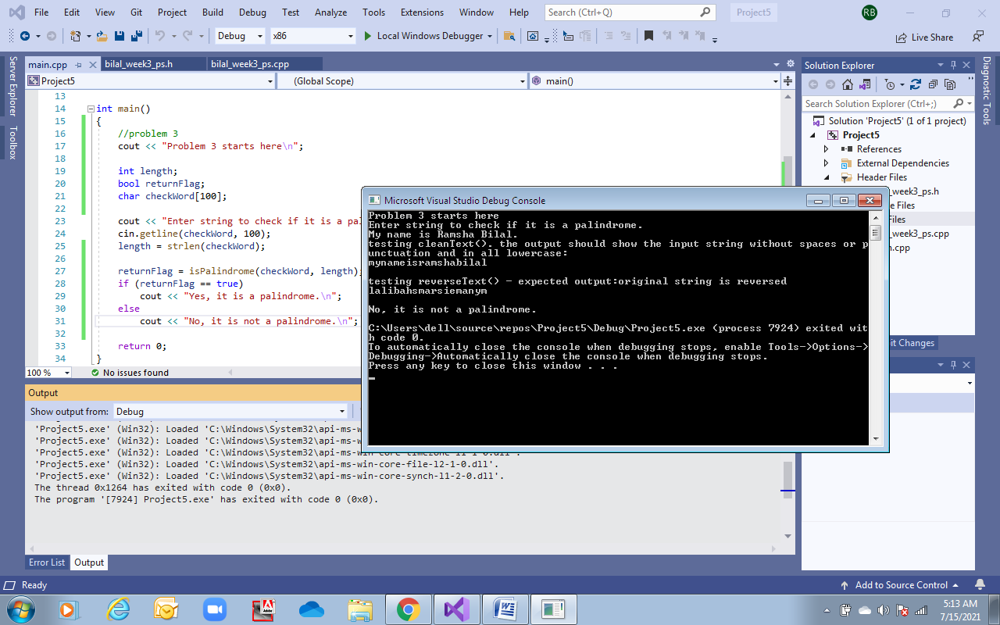 File Edit View Git Project Build Debug Test Analyze Tools Extensions Window Help Search (Ctrl+Q) Project5 RB
Debug x86 Local Windows Debugger Live Share
Server Explorer
Toolbox
main.cpp bilal_week3_ps.h bilal_week3_ps.cpp
Project5 (Global Scope) main()
13
14 int main()
15 {
16 //problem 3
17 cout << "Problem 3 starts here\n";
18
19 int length;
20 bool returnFlag;
21 char checkWord[100];
22
23 cout << "Enter string to check if it is a pal
24 cin.getline(checkWord, 100);
25 length = strlen(checkWord);
26
27 returnFlag = isPalindrome(checkWord, length);
28 if (returnFlag == true)
29 cout << "Yes, it is a palindrome.\n";
30 else
31 cout << "No, it is not a palindrome.\n";
32
33 return 0;
34 }
100 % No issues found
Microsoft Visual Studio Debug Console
Problem 3 starts here
Enter string to check if it is a palindrome.
My name is Ramsha Bilal.
testing cleanText(). the output should show the input string without spaces or p
unctuation and in all lowercase:
mynameisramshabilal
testing reverseText() - expected output:original string is reversed
lalibahsmarsiemanym
No, it is not a palindrome.
C:\Users\dell\source\repos\Project5\Debug\Project5.exe (process 7924) exited wit
h code 0.
To automatically close the console when debugging stops, enable Tools->Options->
Debugging->Automatically close the console when debugging stops.
Press any key to close this window . . .
Solution Explorer
Search Solution Explorer (Ctrl+;)
Solution 'Project5' (1 of 1 project)
Project5
References
External Dependencies
Header Files
_week3_ps.h
e Files
Files
_week3_ps.cpp
n.cpp
it Changes
Diagnostic Tools
Output
Show output from: Debug
'Project5.exe' (Win32): Loaded 'C:\Windows\System32\api-ms-w
'Project5.exe' (Win32): Loaded 'C:\Windows\System32\api-ms-w
'Project5.exe' (Win32): Loaded 'C:\Windows\System32\api-ms-win-core-timezone-l1-1-0.dll'.
'Project5.exe' (Win32): Loaded 'C:\Windows\System32\api-ms-win-core-file-l2-1-0.dll'.
'Project5.exe' (Win32): Loaded 'C:\Windows\System32\api-ms-win-core-synch-l1-2-0.dll'.
The thread 0x1264 has exited with code 0 (0x0).
The program '[7924] Project5.exe' has exited with code 0 (0x0).
Error List Output
Ready Add to Source Control
5:13 AM
7/15/2021